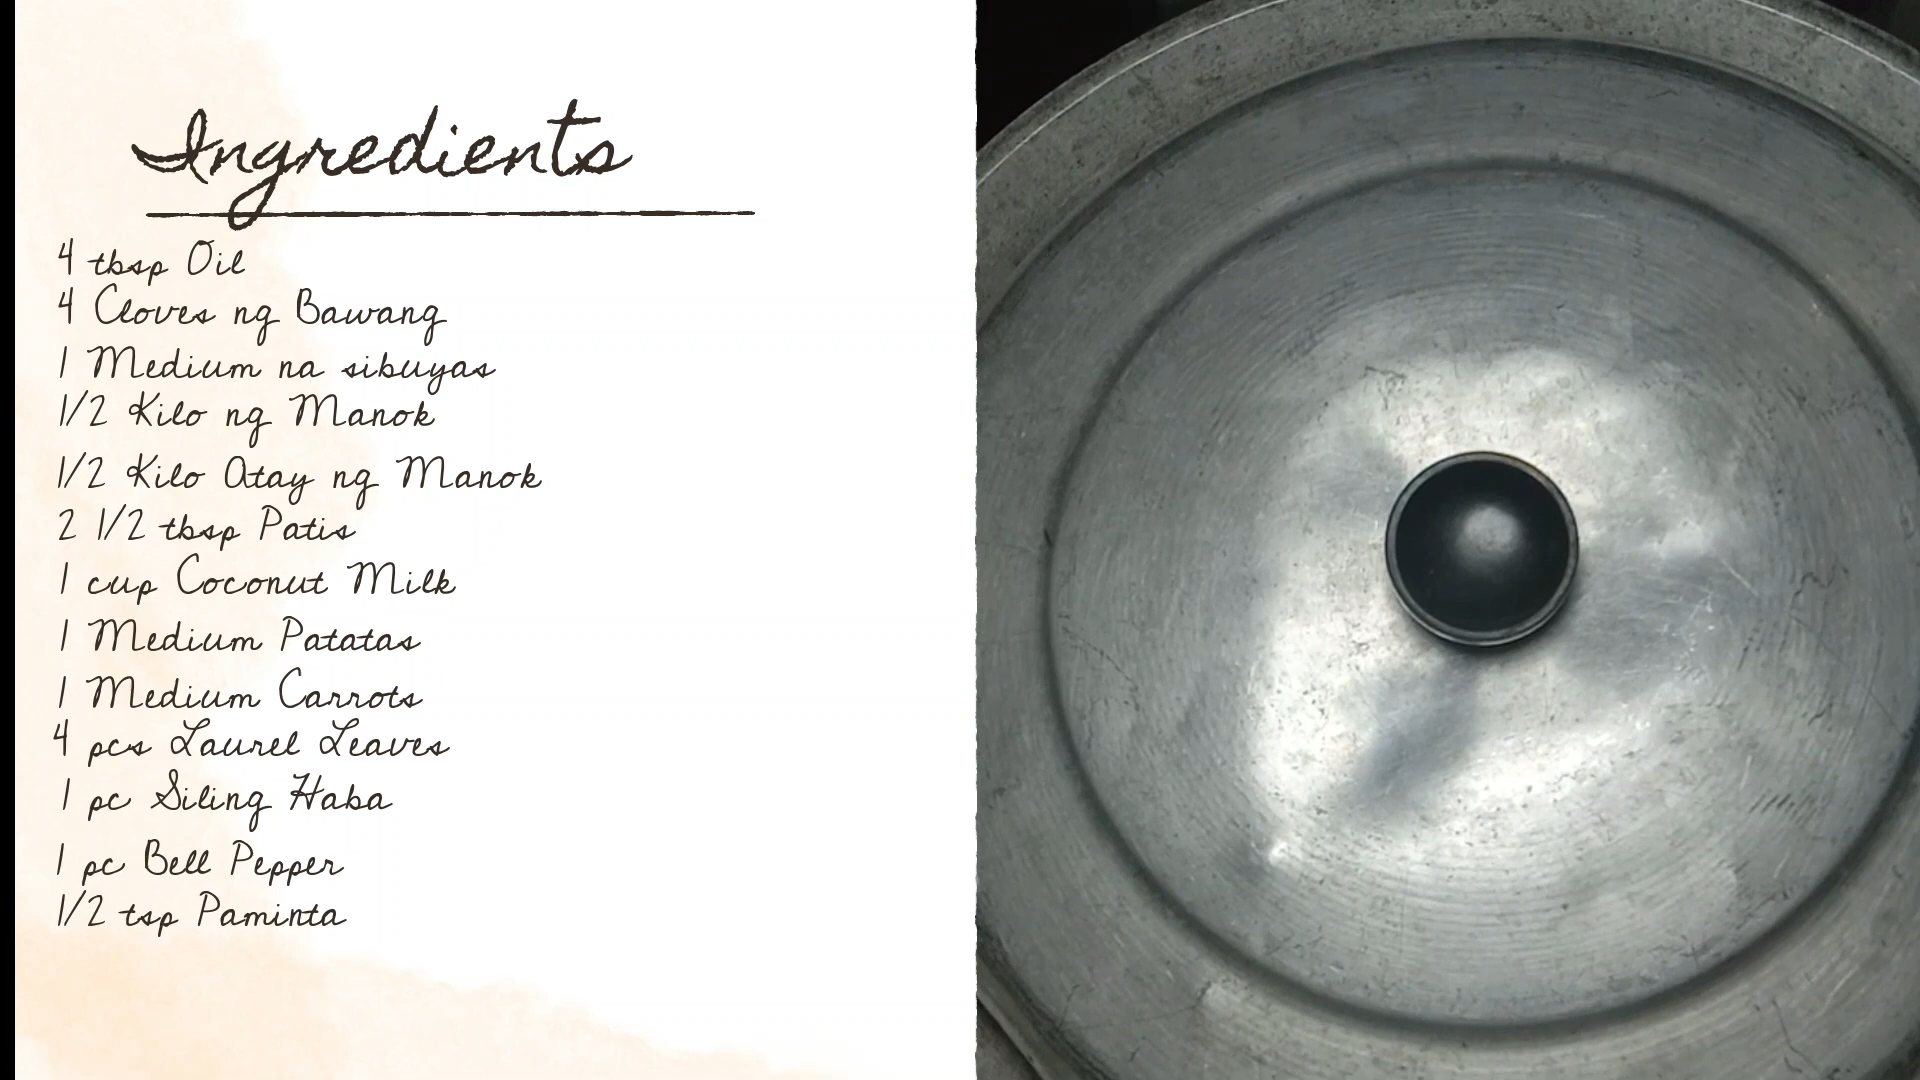 Ingredients
4 tbsp Oil
4 Cloves ng Bawang
1 Medium na sibuyas
1/2 Kilo ng Manok
1/2 Kilo Atay ng Manok
2 1/2 tbsp Patis
1 cup Coconut Milk
1 Medium Patatas
1 Medium Carrots
4 pcs Laurel Leaves
1 pc Siling Haba
1 pc Bell Pepper
1/2 tsp Paminta